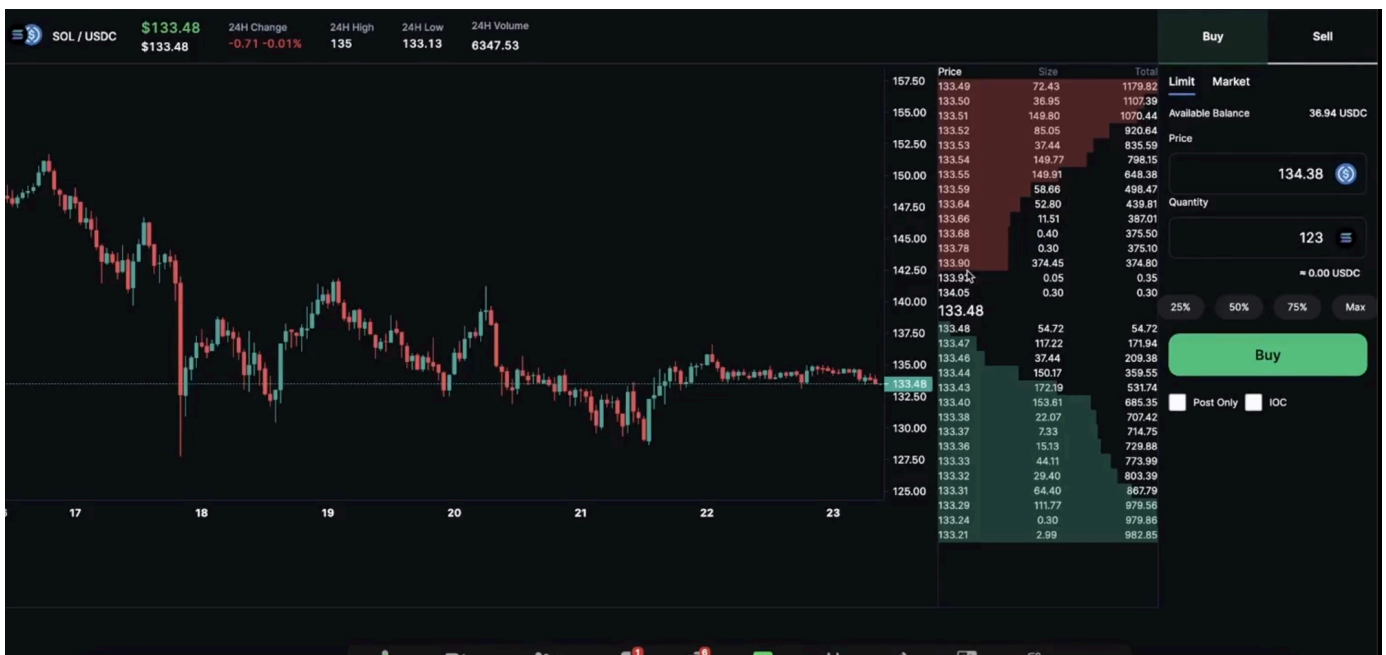 SOL / USDC
$133.48
$133.48
24H Change
-0.71 -0.01%
24H High
135
24H Low
133.13
24H Volume
6347.53
Buy
Sell
157.50
155.00
152.50
150.00
147.50
145.00
142.50
140.00
137.50
135.00
133.48
132.50
130.00
127.50
125.00
17 18 19 20 21 22 23
Price Size Total
133.49 72.43 1179.82
133.50 36.95 1107.39
133.51 149.80 1070.44
133.52 85.05 920.64
133.53 37.44 835.59
133.54 149.77 798.15
133.55 149.91 648.38
133.59 58.66 498.47
133.64 52.80 439.81
133.66 11.51 387.01
133.68 0.40 375.50
133.78 0.30 375.10
133.90 374.45 374.80
0.05 0.35
134.05 0.30 0.30
133.48
133.48 54.72 54.72
133.47 117.22 171.94
133.46 37.44 209.38
133.44 150.17 359.55
133.43 172.19 531.74
133.40 153.61 685.35
133.38 22.07 707.42
133.37 7.33 714.75
133.36 15.13 729.88
133.33 44.11 773.99
133.32 29.40 803.39
133.31 64.40 867.79
133.29 111.77 979.56
133.24 0.30 979.86
133.21 2.99 982.85
Limit Market
Available Balance 36.94 USDC
Price
134.38
Quantity
123
≈ 0.00 USDC
25% 50% 75% Max
Buy
Post Only IOC
1
6